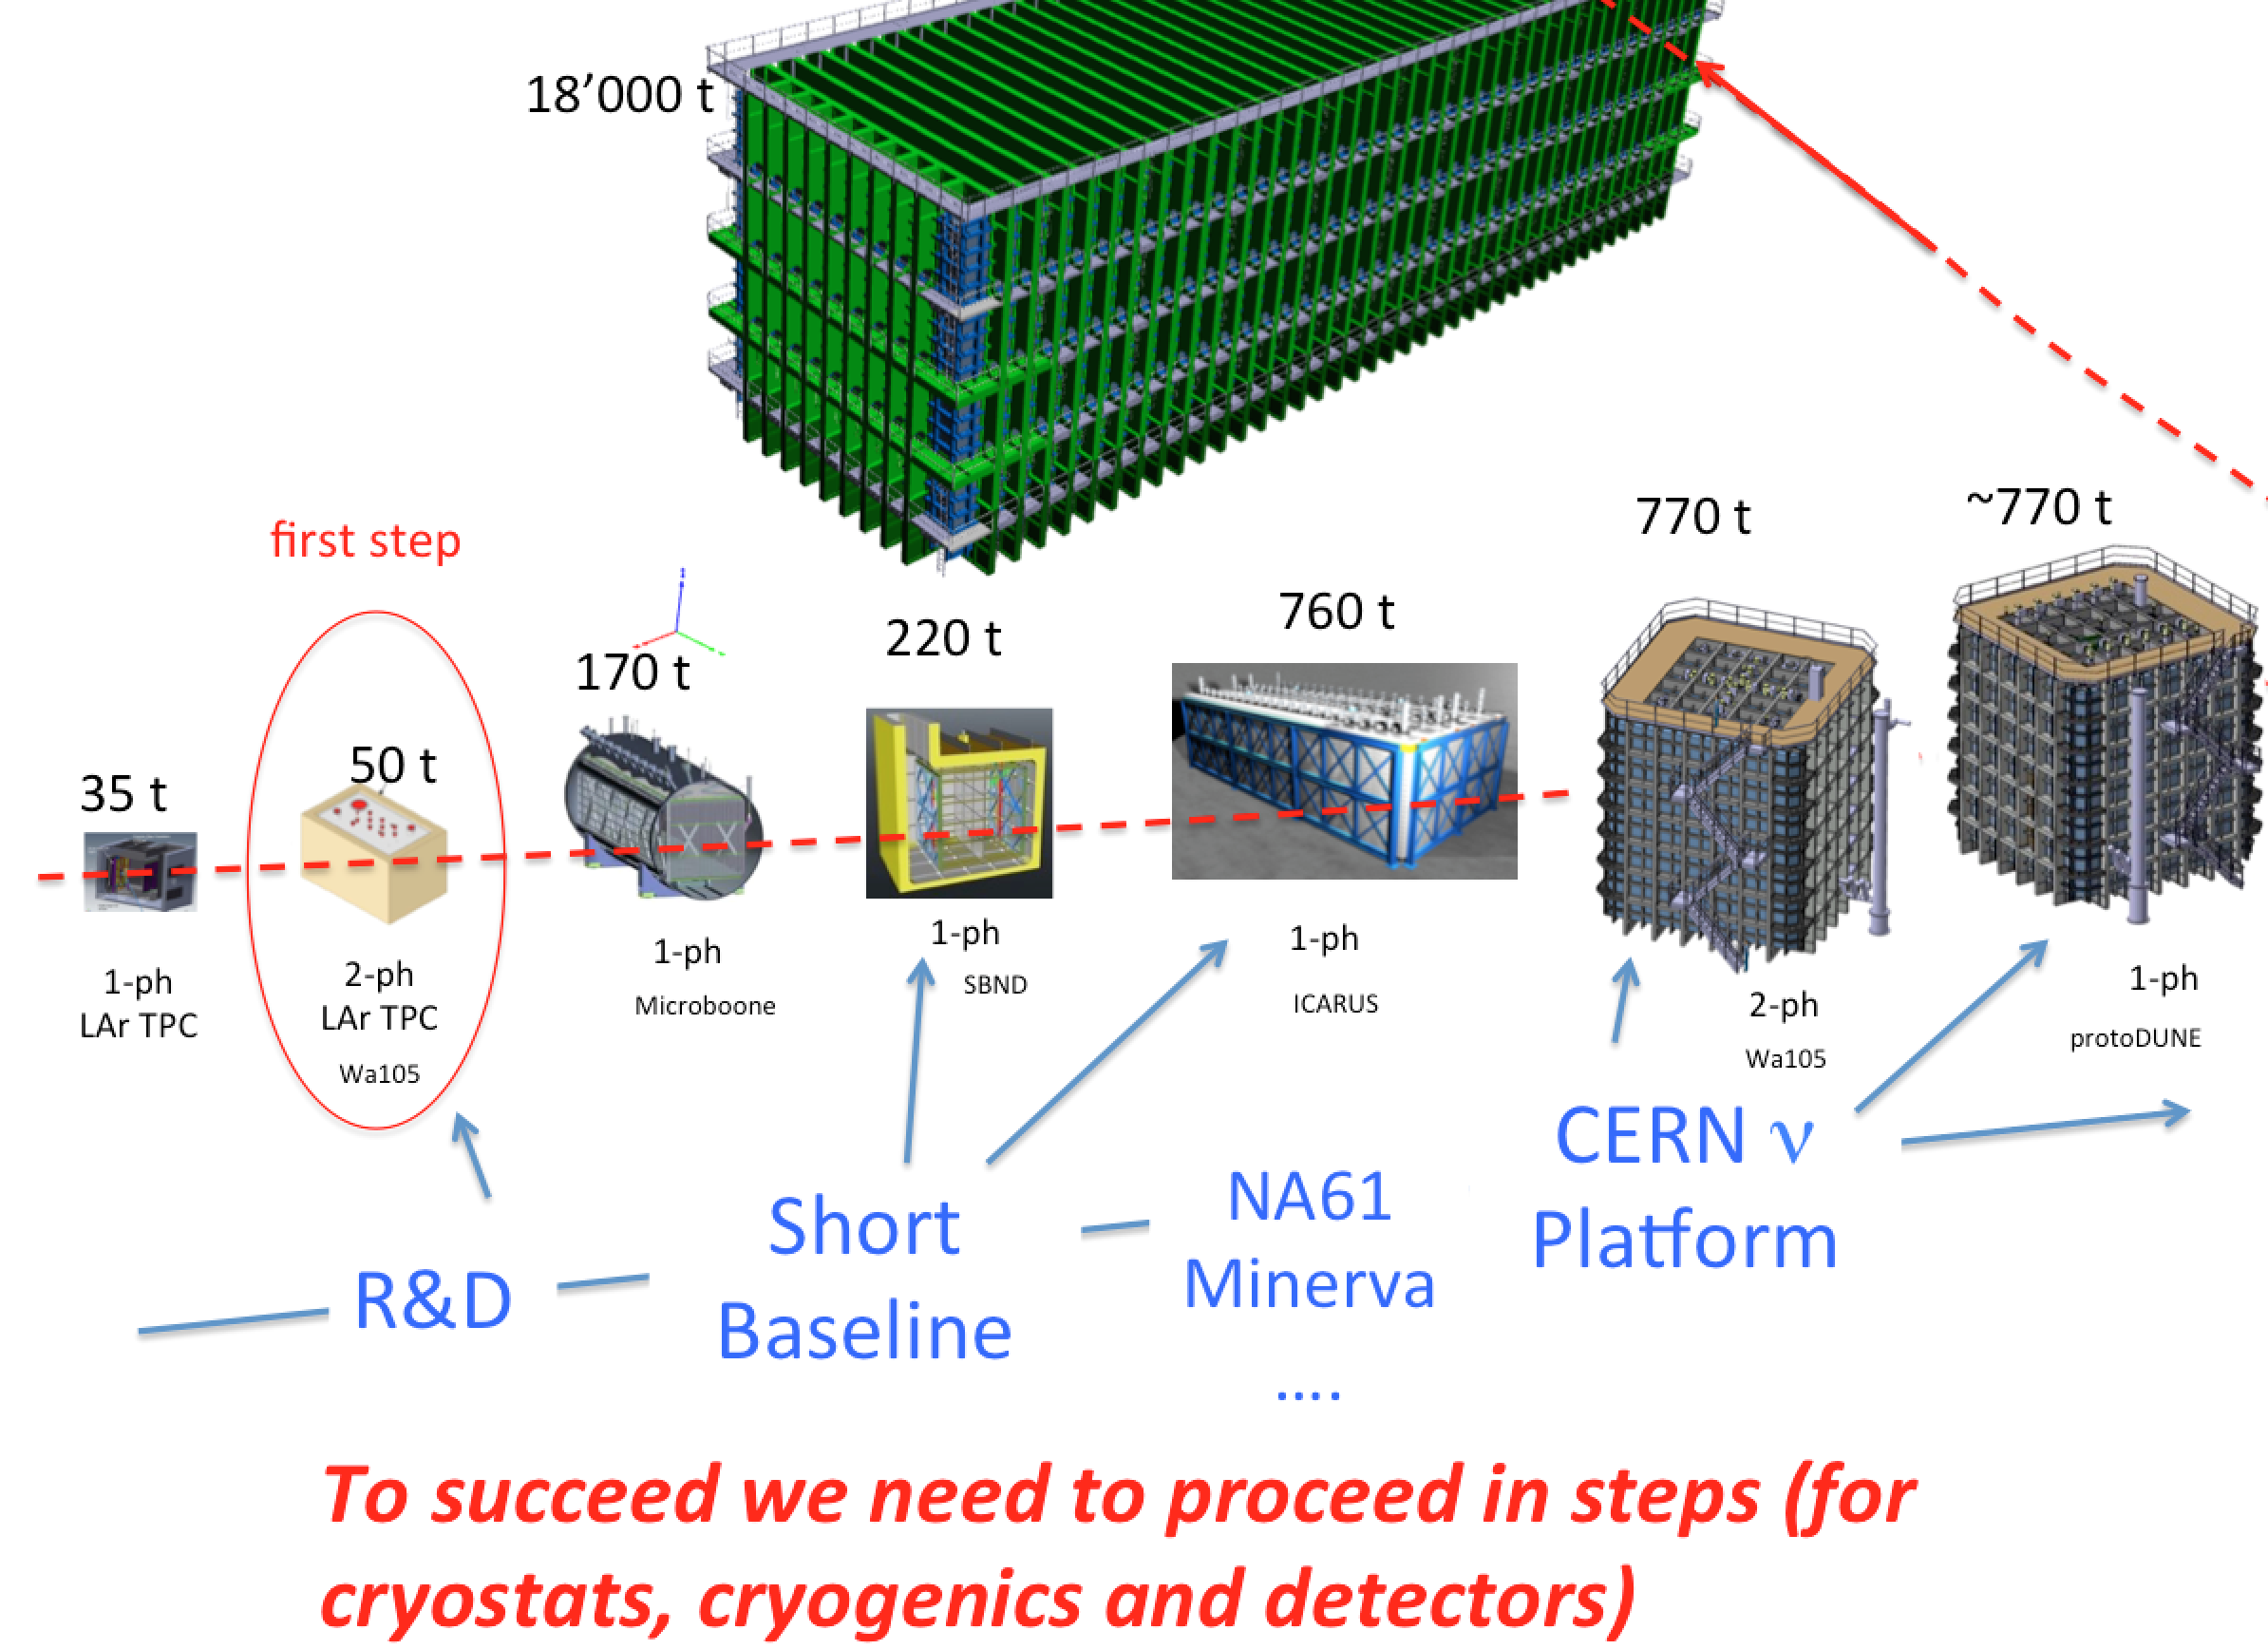 18’000 t
first step
770 t
~770 t
760 t
220 t
170 t
50 t
35 t
1-ph
LAr TPC
2-ph
LAr TPC
Wa105
1-ph
Microboone
1-ph
SBND
1-ph
ICARUS
2-ph
Wa105
1-ph
protoDUNE
R&D
Short
Baseline
NA61
Minerva
....
CERN ν
Platform
To succeed we need to proceed in steps (for
cryostats, cryogenics and detectors)